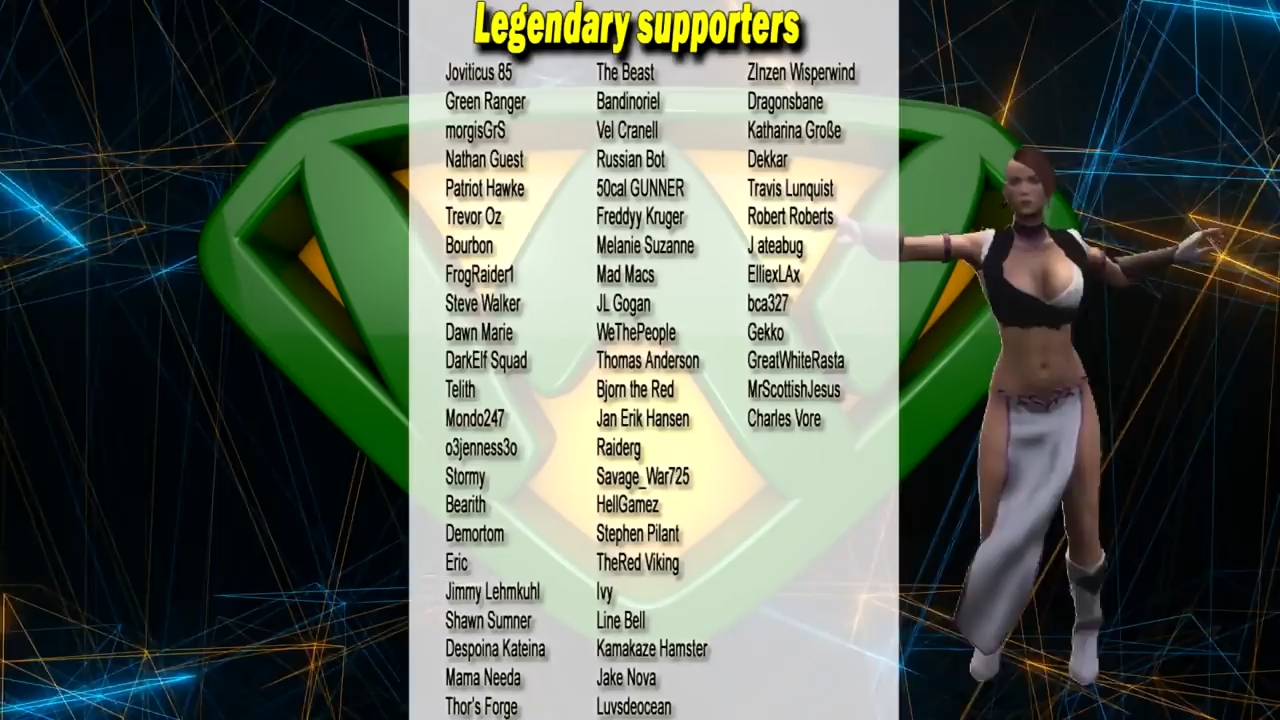 Legendary supporters
Joviticus 85
Green Ranger
morgisGrS
Nathan Guest
Patriot Hawke
Trevor Oz
Bourbon
FrogRaider1
Steve Walker
Dawn Marie
DarkElf Squad
Telith
Mondo247
o3jenness3o
Stormy
Bearith
Demortom
Eric
Jimmy Lehmkuhl
Shawn Sumner
Despoina Kateina
Mama Needa
Thor's Forge
The Beast
Bandinoriel
Vel Cranell
Russian Bot
50cal GUNNER
Freddyy Kruger
Melanie Suzanne
Mad Macs
JL Gogan
WeThePeople
Thomas Anderson
Bjorn the Red
Jan Erik Hansen
Raiderg
Savage_War725
HellGamez
Stephen Pilant
TheRed Viking
Ivy
Line Bell
Kamakaze Hamster
Jake Nova
Luvsdeocean
ZInzen Wisperwind
Dragonsbane
Katharina Große
Dekkar
Travis Lunquist
Robert Roberts
J ateabug
ElliexLAx
bca327
Gekko
GreatWhiteRasta
MrScottishJesus
Charles Vore